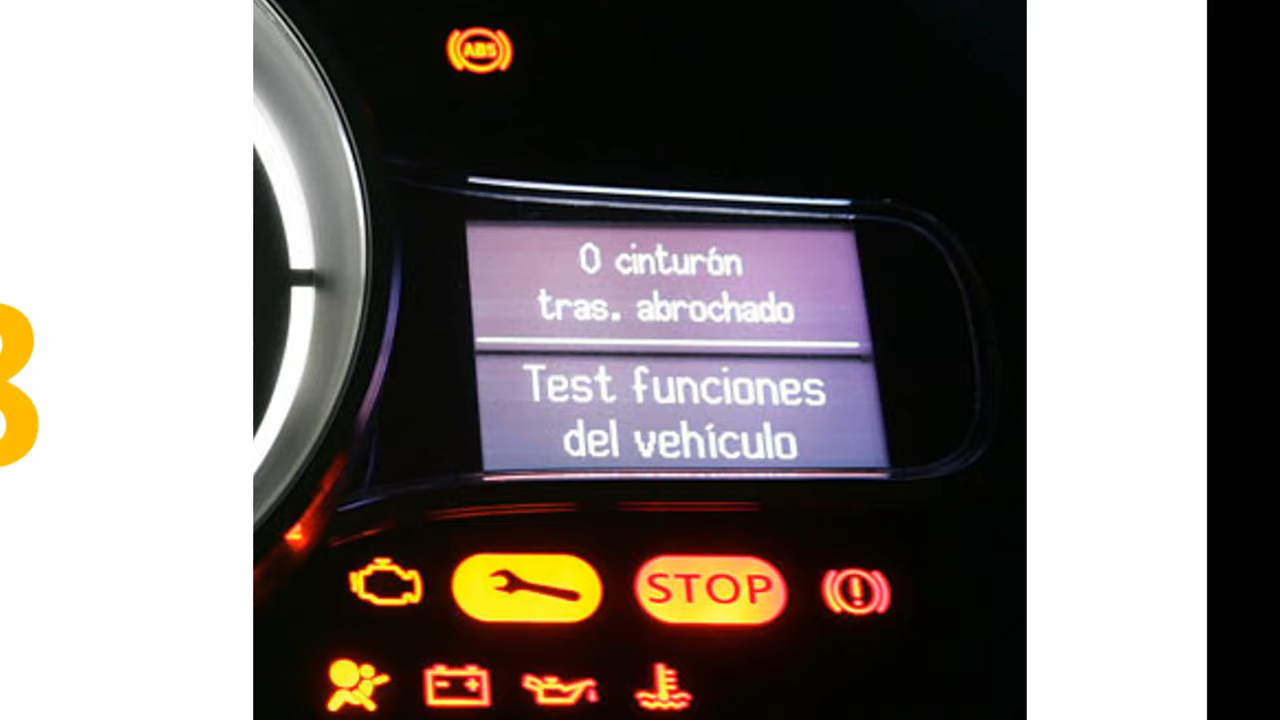 ABS
0 cinturón
tras. abrochado
Test funciones
del vehículo
STOP